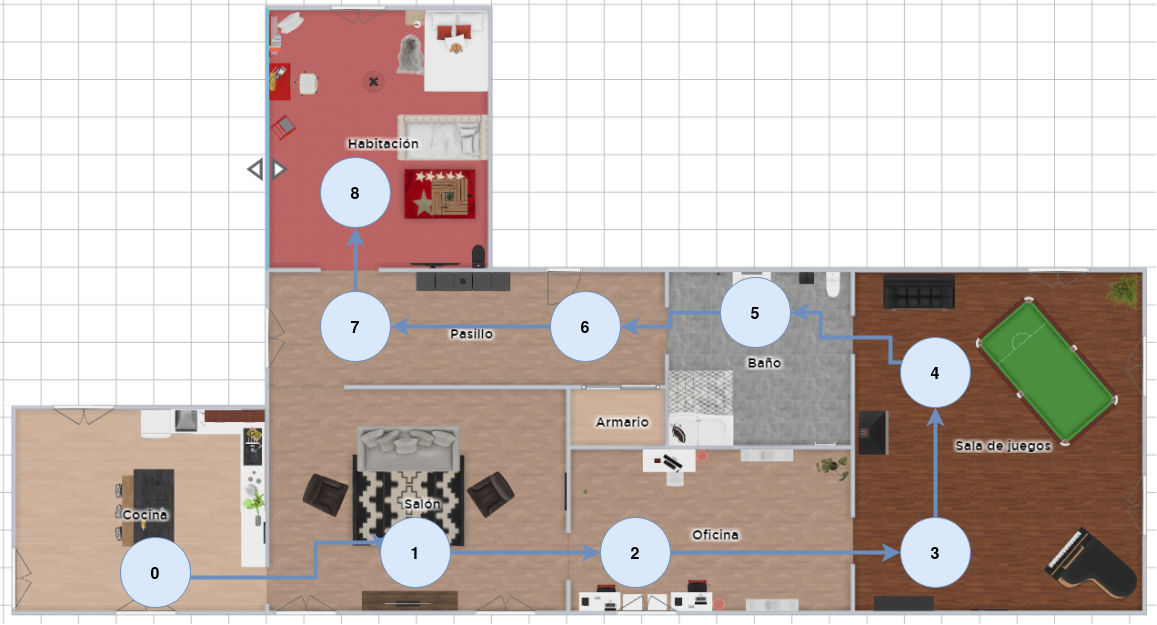 Habitación
8
7
Pasillo
6
5
Baño
4
Sala de juegos
Armario
Salón
Cocina
0
1
2
Oficina
3